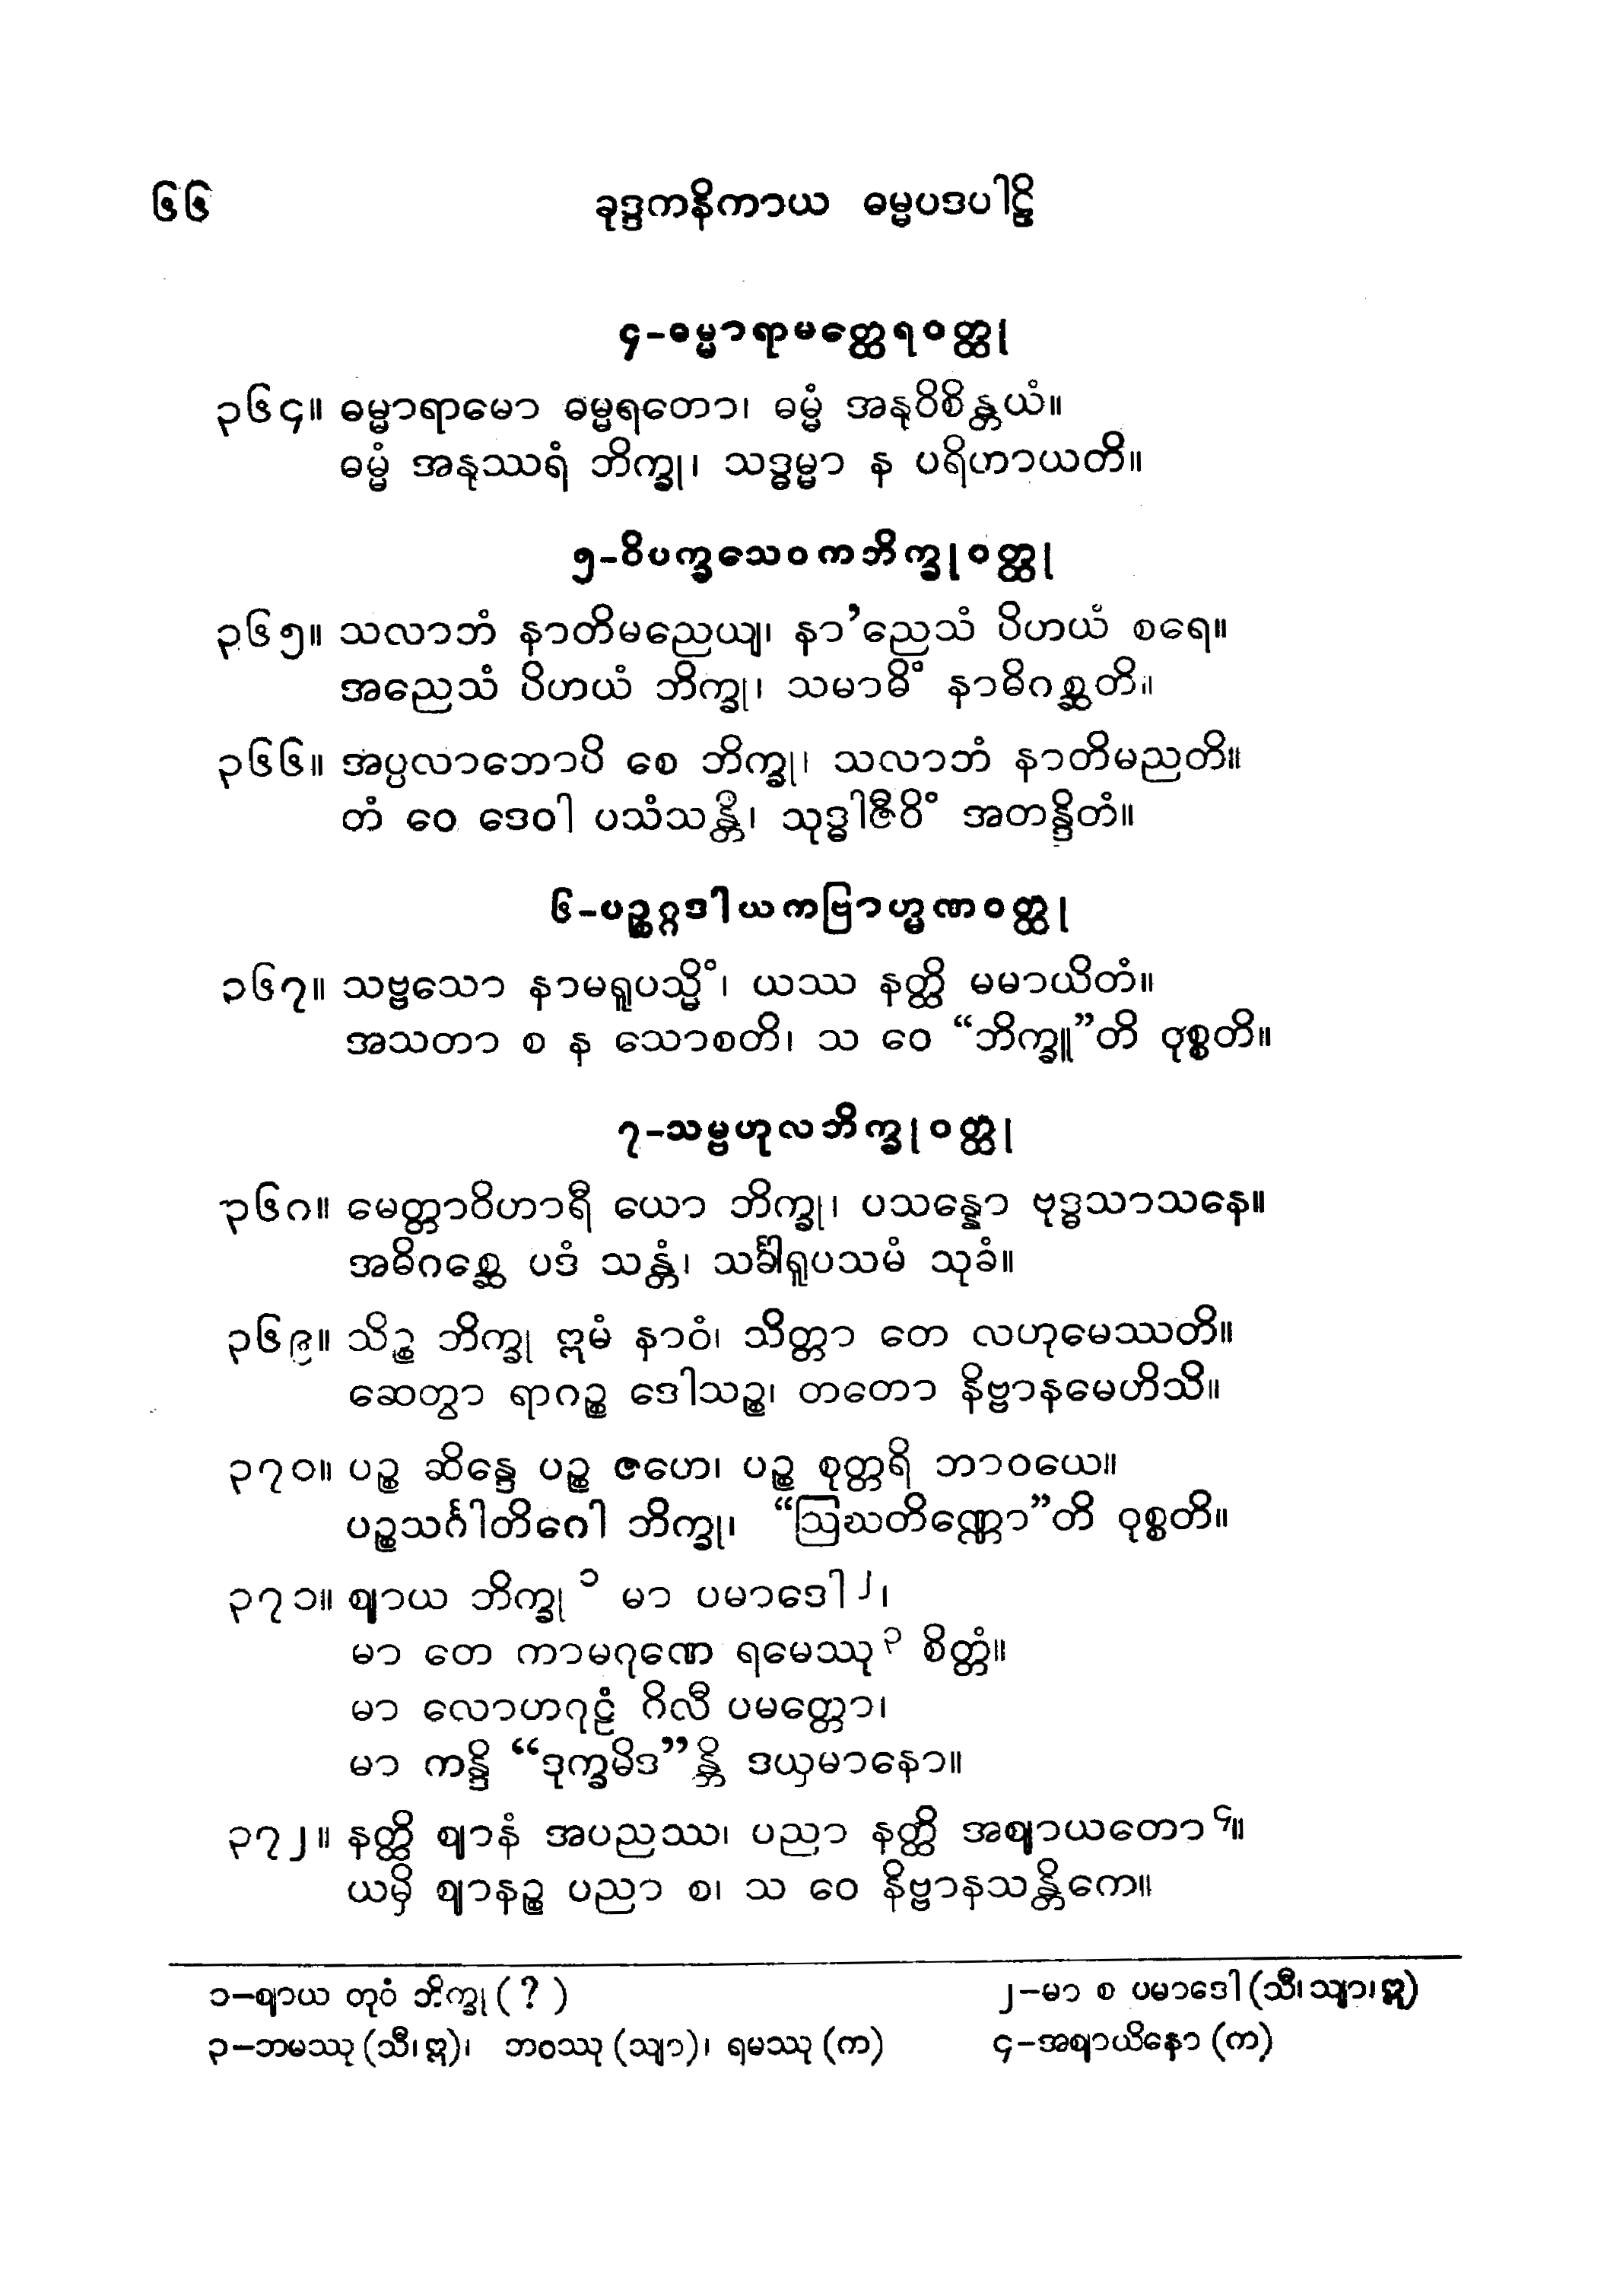 ၆၆ ခုဒ္ဒကနိကာယ ဓမ္မပဒပါဠိ
၄-ဓမ္မာရာမတ္ထေရဝတ္ထု
၃၆၄။ ဓမ္မာရာမော ဓမ္မရတော၊ ဓမ္မံ အနုဝိစိန္တယံ။
ဓမ္မံ အနုဿရံ ဘိက္ခု၊ သဒ္ဓမ္မာ န ပရိဟာယတိ။
၅-ဝိပက္ခသေဝကဘိက္ခုဝတ္ထု
၃၆၅။ သလာဘံ နာတိမညေယျ၊ နာ’ညေသံ ပိဟယံ စရေ။
အညေသံ ပိဟယံ ဘိက္ခု၊ သမာဓိံ နာဓိဂစ္ဆတိ။
၃၆၆။ အပ္ပလာဘောပိ စေ ဘိက္ခု၊ သလာဘံ နာတိမညတိ။
တံ ဝေ ဒေဝါ ပသံသန္တိ၊ သုဒ္ဓါဇီဝိံ အတန္ဒိတံ။
၆-ပဉ္စဂ္ဂဒါယကဗြာဟ္မဏဝတ္ထု
၃၆၇။ သဗ္ဗသော နာမရူပသ္မိံ၊ ယဿ နတ္ထိ မမာယိတံ။
အသတာ စ န သောစတိ၊ သ ဝေ “ဘိက္ခူ”တိ ဝုစ္စတိ။
၇-သမ္ဗဟုလဘိက္ခုဝတ္ထု
၃၆၈။ မေတ္တာဝိဟာရီ ယော ဘိက္ခု၊ ပသန္နော ဗုဒ္ဓသာသနေ။
အဓိဂစ္ဆေ ပဒံ သန္တံ၊ သင်္ခါရူပသမံ သုခံ။
၃၆၉။ သိဉ္စ ဘိက္ခု ဣမံ နာဝံ၊ သိတ္တာ တေ လဟုမေဿတိ။
ဆေတွာ ရာဂဉ္စ ဒေါသဉ္စ၊ တတော နိဗ္ဗာနမေဟိသိ။
၃၇၀။ ပဉ္စ ဆိန္ဒေ ပဉ္စ ဇဟေ၊ ပဉ္စ စုတ္တရိ ဘာဝယေ။
ပဉ္စသင်္ဂါတိဂေါ ဘိက္ခု၊ “ဩဃတိဏ္ဏော”တိ ဝုစ္စတိ။
၃၇၁။ ဈာယ ဘိက္ခု ၁ မာ ပမာဒေါ ၂၊
မာ တေ ကာမဂုဏေ ရမေဿု ၃ စိတ္တံ။
မာ လောဟဂုဠံ ဂိလီ ပမတ္တော၊
မာ ကန္ဒိ “ဒုက္ခမိဒ”န္တိ ဒယှမာနော။
၃၇၂။ နတ္ထိ ဈာနံ အပညဿ၊ ပညာ နတ္ထိ အဈာယတော ၄။
ယမှိ ဈာနဉ္စ ပညာ စ၊ သ ဝေ နိဗ္ဗာနသန္တိကေ။
၁-ဈာယ တုဝံ ဘိက္ခု (?) ၂-မာ စ ပမာဒေါ (သီ၊ သျာ၊ ဣ)
၃-ဘမဿု (သီ၊ ဣ)၊ ဘဝဿု (သျာ)၊ ရမဿု (က) ၄-အဈာယိနော (က)